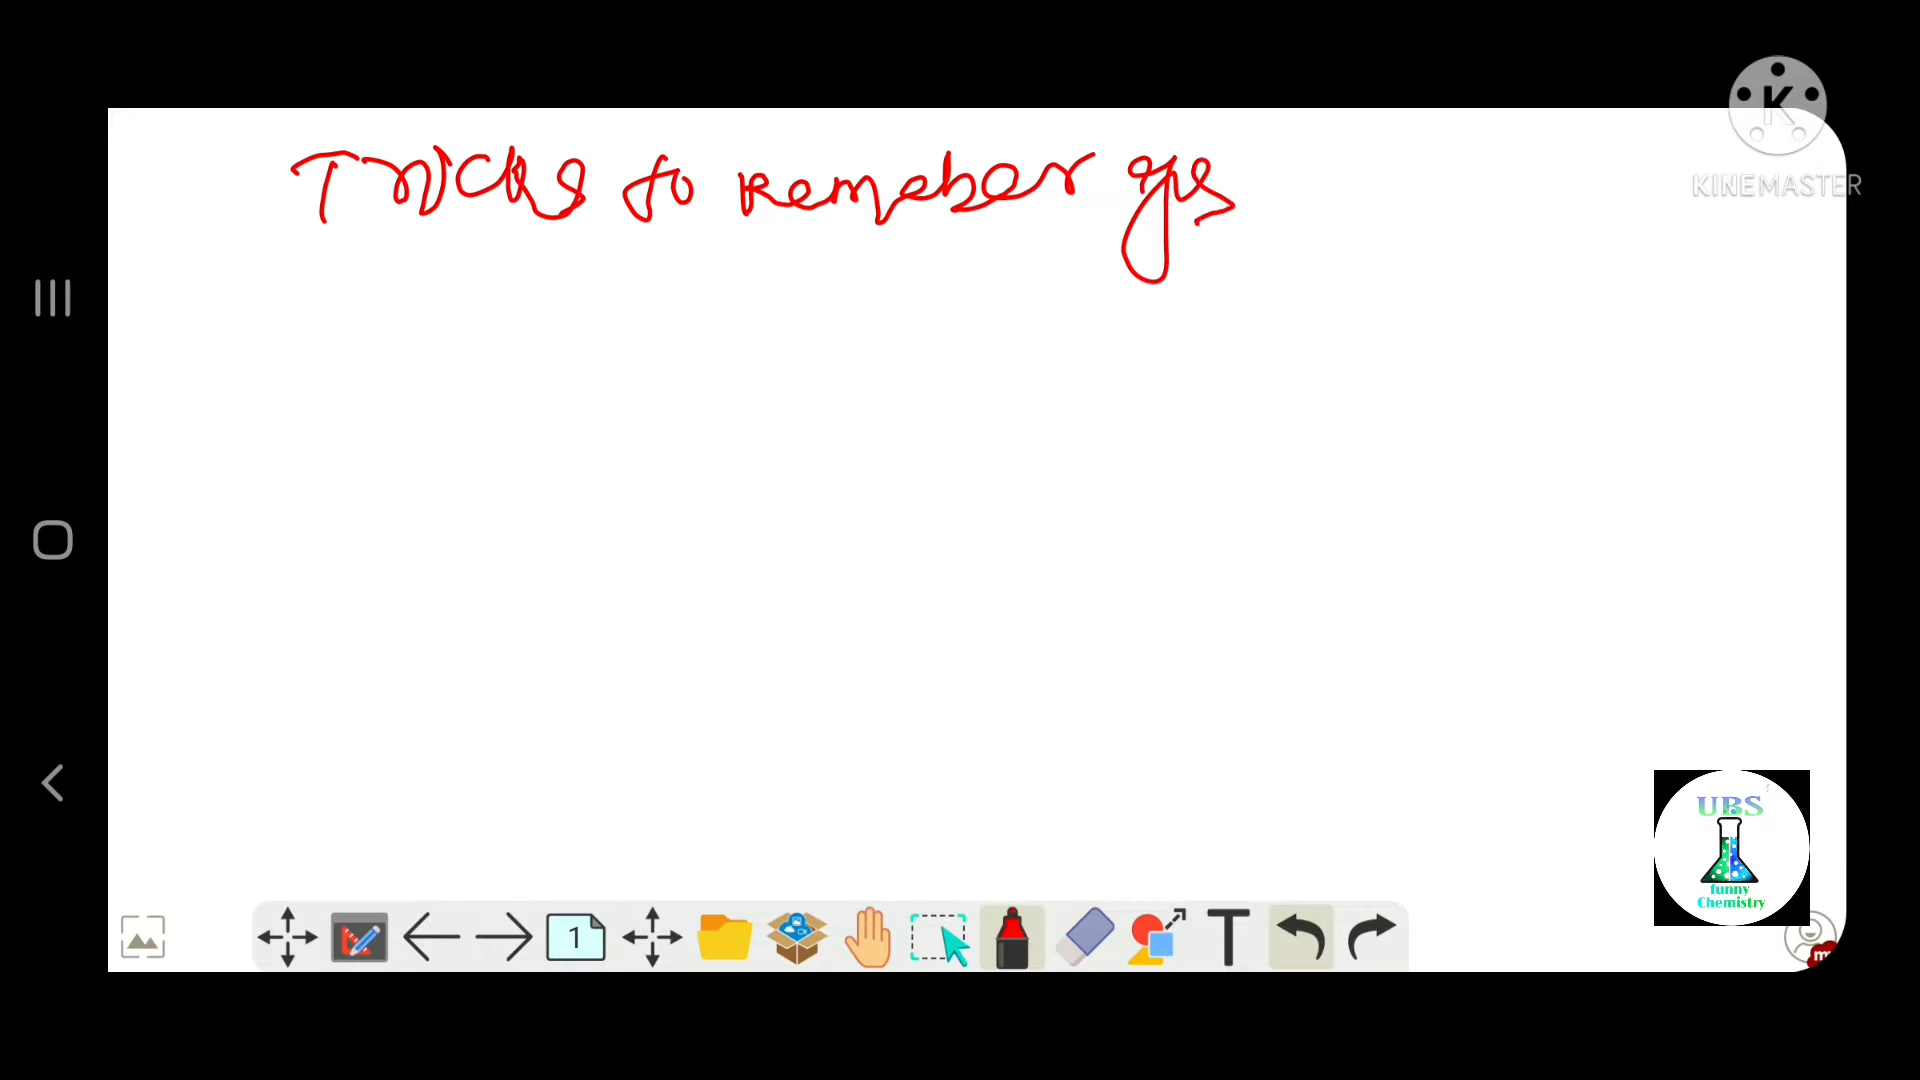 Tricks to Remeber
K
KINEMASTER
UBS
funny
Chemistry
1
T
m